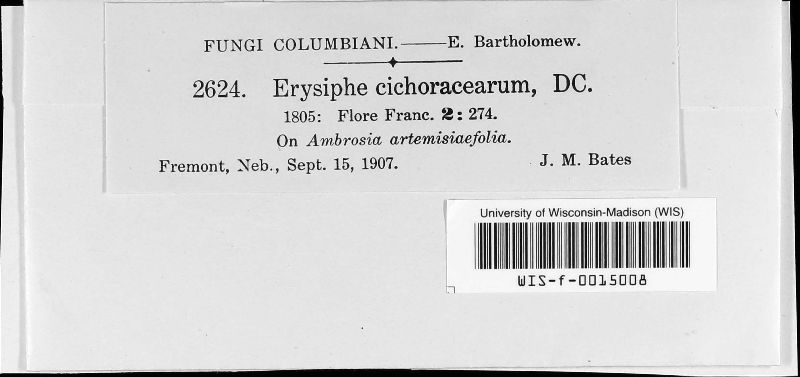 FUNGI COLUMBIANI.——E. Bartholomew.
2624. Erysiphe cichoracearum, DC.
1805: Flore Franc. 2: 274.
On Ambrosia artemisiaefolia.
Fremont, Neb., Sept. 15, 1907. J. M. Bates
University of Wisconsin-Madison (WIS)
WIS-f-0015008